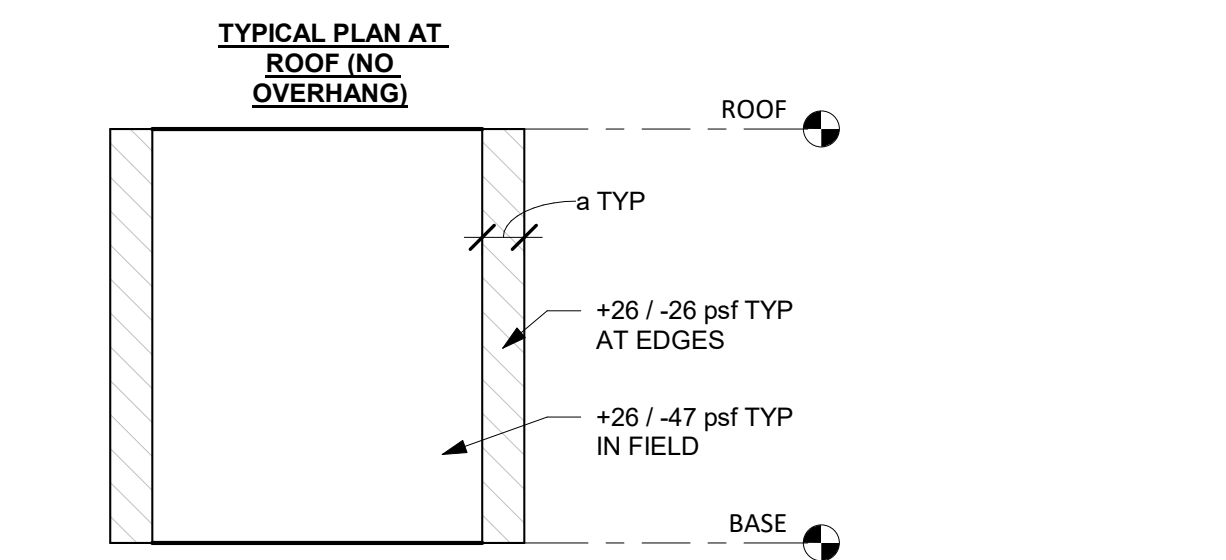 TYPICAL PLAN AT
ROOF (NO
OVERHANG)
ROOF
a TYP
+26 / -26 psf TYP
AT EDGES
+26 / -47 psf TYP
IN FIELD
BASE